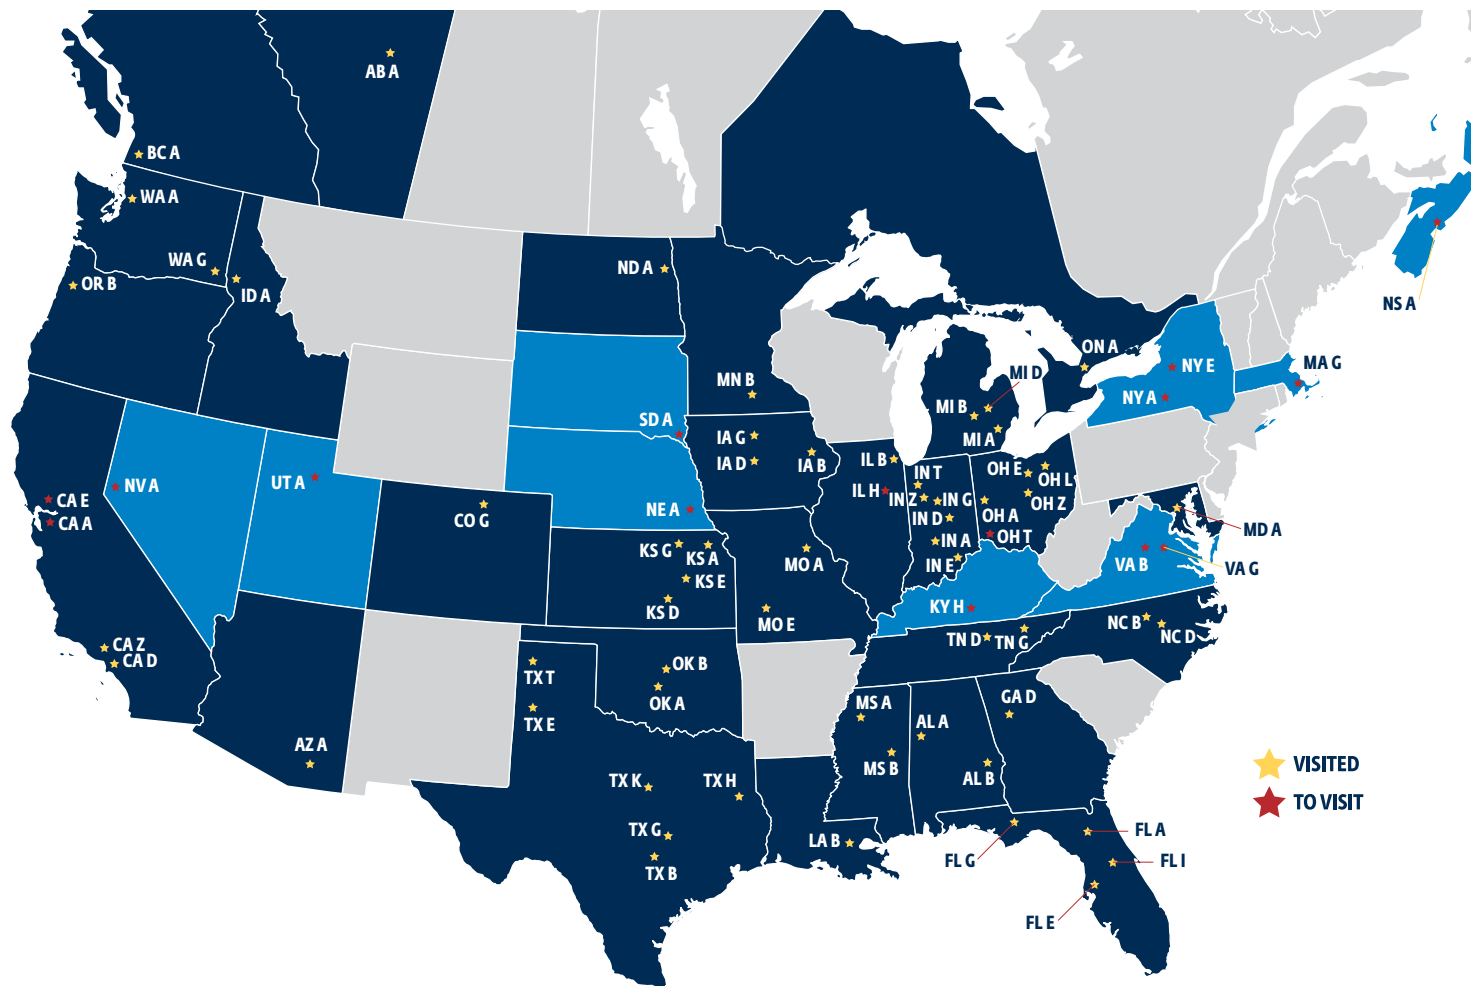 AB A
BC A
WA A
WA G
ND A
OR B
ID A
NS A
ON A
MA G
NY E
MI D
MN B
NY A
MI B
SD A
IA G
MI A
IA D
IA B
IL B
IN T
OH E
OH L
NV A
UT A
IL H
IN Z
IN G
OH Z
CA E
NE A
CO G
IN D
OH A
CA A
MD A
OH T
IN A
KS G
KS A
MO A
IN E
VA B
VA G
KS E
KS D
KY H
MO E
NC B
NC D
CA Z
TN D
TN G
CA D
OK B
TX T
OK A
GAD
MS A
TX E
AL A
AZ A
MS B
AL B
VISITED
TX K
TX H
TO VISIT
TX G
FL A
LA B
FL G
FL I
TX B
FL E